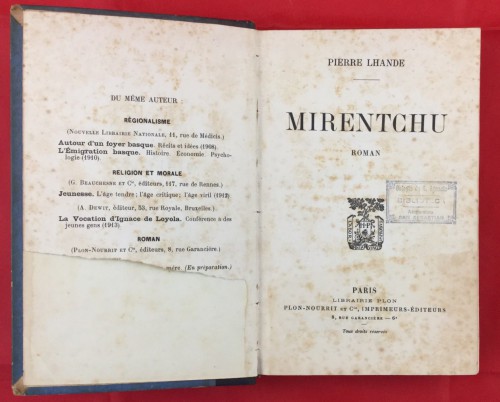 DU MÊME AUTEUR :
RÉGIONALISME
(NOUVELLE LIBRAIRIE NATIONALE, 11, rue de Médicis.)
Autour d'un foyer basque. Récits et idées (1908).
L'Émigration basque. Histoire Economie Psycho-
logie (1910)
RELIGION ET MORALE
(G. BEAUCHESNE ET Cie, éditeurs, 117, rue de Rennes.)
Jeunesse. L'âge tendre; l'âge critique; l'âge viril (1912)
(A. DEWIT, éditeur, 53, rue Royale, Bruxelles.)
La Vocation d'Ignace de Loyola. Conférence à des
jeunes gens (1913)
ROMAN
(PLON-NOURRIT ET Cie, éditeurs, 8, rue Garancière.)
mère (En préparation.)
PIERRE LHANDE
MIRENTCHU
ROMAN
PARIS
LIBRAIRIE PLON
PLON-NOURRIT ET Cie, IMPRIMEURS-ÉDITEURS
8, RUE GARANCIÈRE — 6e
Tous droits réservés